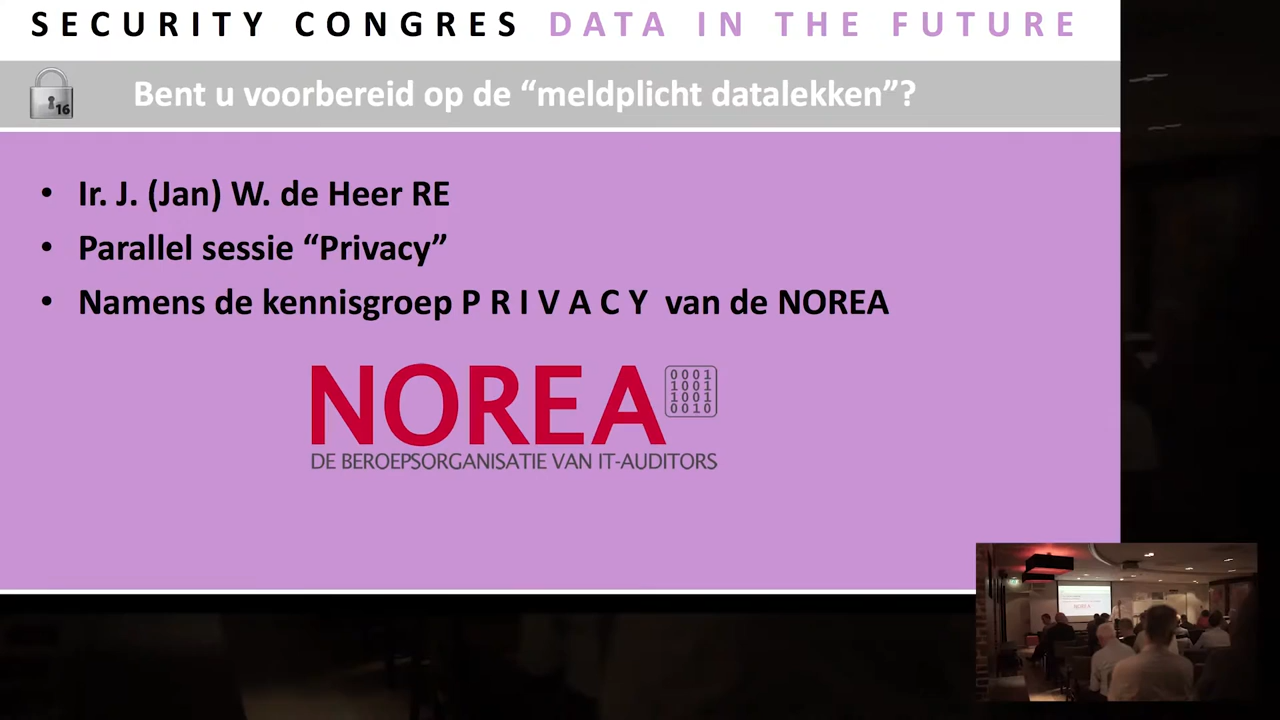 SECURITY CONGRES DATA IN THE FUTURE
16
Bent u voorbereid op de “meldplicht datalekken”?
• Ir. J. (Jan) W. de Heer RE
• Parallel sessie “Privacy”
• Namens de kennisgroep P R I V A C Y van de NOREA
NOREA
0001
1001
1001
0010
DE BEROEPSORGANISATIE VAN IT-AUDITORS
NOREA